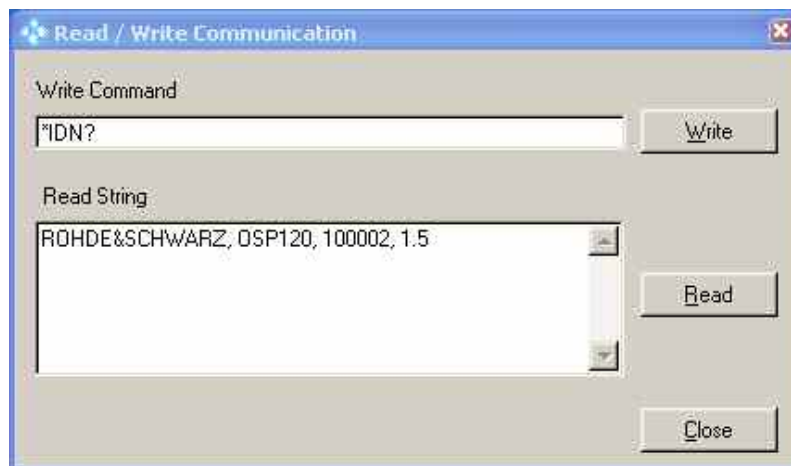 Read / Write Communication
Write Command
*IDN?
Write
Read String
ROHDE&SCHWARZ, OSP120, 100002, 1.5
Read
Close